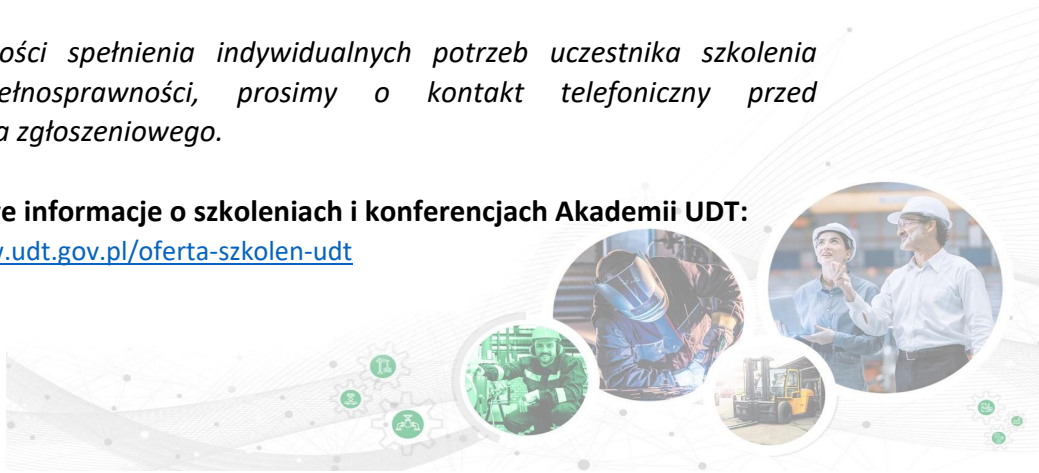 ości spełnienia indywidualnych potrzeb uczestnika szkolenia
ełnosprawności, prosimy o kontakt telefoniczny przed
a zgłoszeniowego.
e informacje o szkoleniach i konferencjach Akademii UDT:
.udt.gov.pl/oferta-szkolen-udt